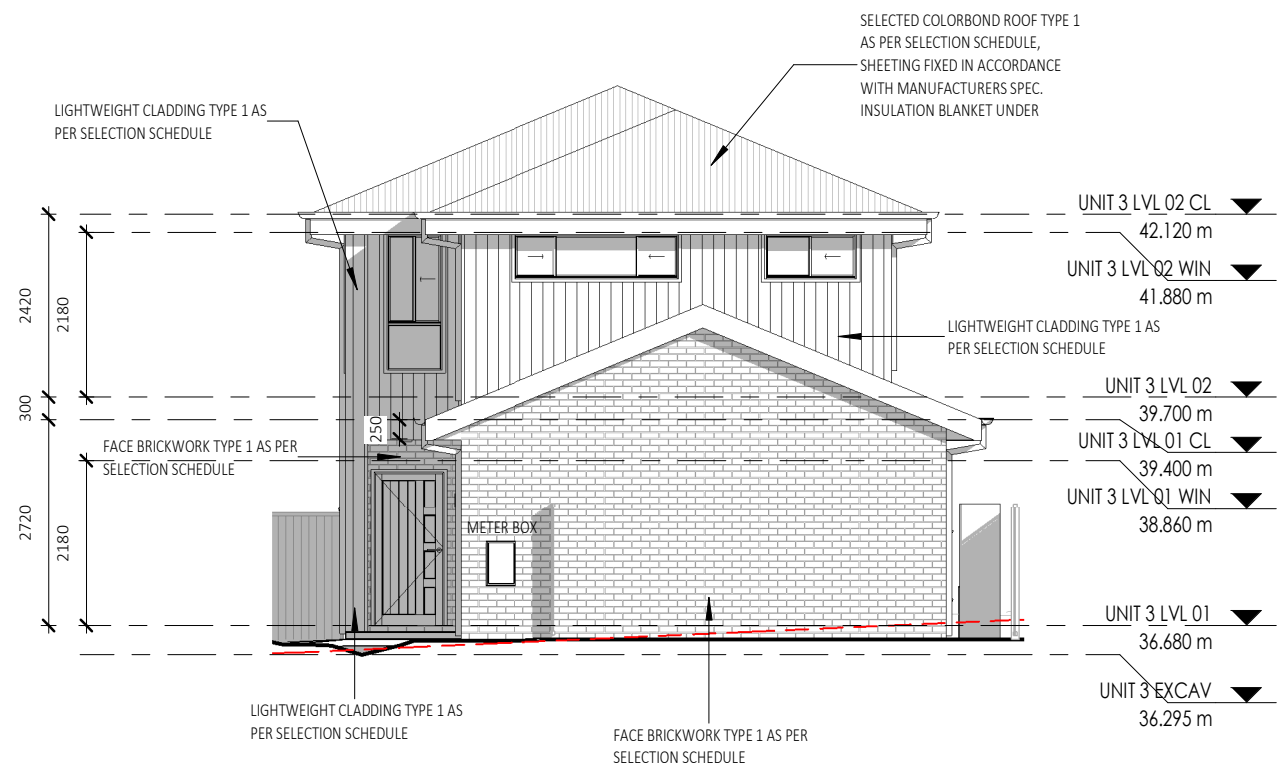 SELECTED COLORBOND ROOF TYPE 1
AS PER SELECTION SCHEDULE,
SHEETING FIXED IN ACCORDANCE
WITH MANUFACTURERS SPEC.
INSULATION BLANKET UNDER
LIGHTWEIGHT CLADDING TYPE 1 AS
PER SELECTION SCHEDULE
UNIT 3 LVL 02 CL
42.120 m
UNIT 3 LVL 02 WIN
41.880 m
2420
2180
LIGHTWEIGHT CLADDING TYPE 1 AS
PER SELECTION SCHEDULE
UNIT 3 LVL 02
39.700 m
300
250
UNIT 3 LVL 01 CL
39.400 m
FACE BRICKWORK TYPE 1 AS PER
SELECTION SCHEDULE
UNIT 3 LVL 01 WIN
38.860 m
2720
2180
METER BOX
UNIT 3 LVL 01
36.680 m
UNIT 3 EXCAV
36.295 m
LIGHTWEIGHT CLADDING TYPE 1 AS
PER SELECTION SCHEDULE
FACE BRICKWORK TYPE 1 AS PER
SELECTION SCHEDULE